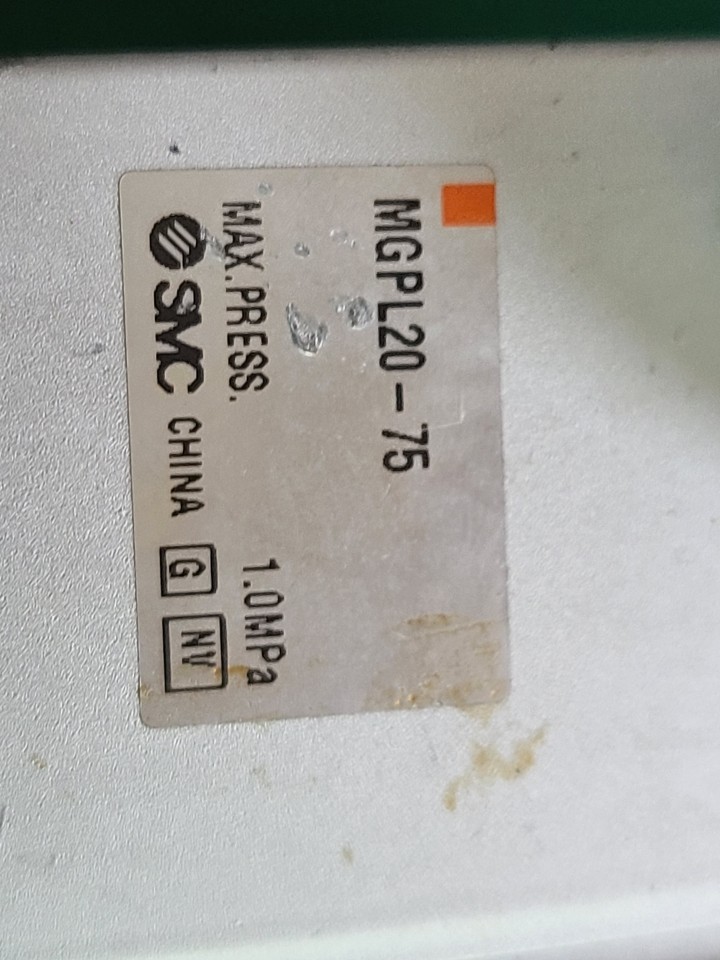 MGPL20-75
MAX.PRESS. 1.0MPa
SMC CHINA G NV